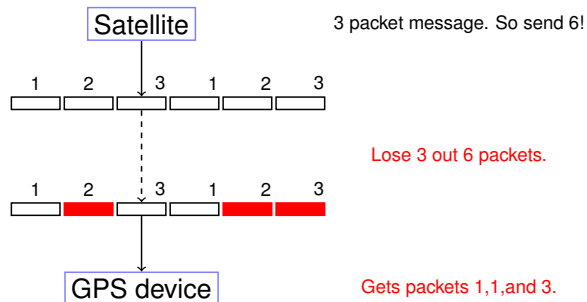 Satellite 3 packet message. So send 6!
1 2 3 1 2 3
Lose 3 out 6 packets.
1 2 3 1 2 3
GPS device Gets packets 1,1,and 3.